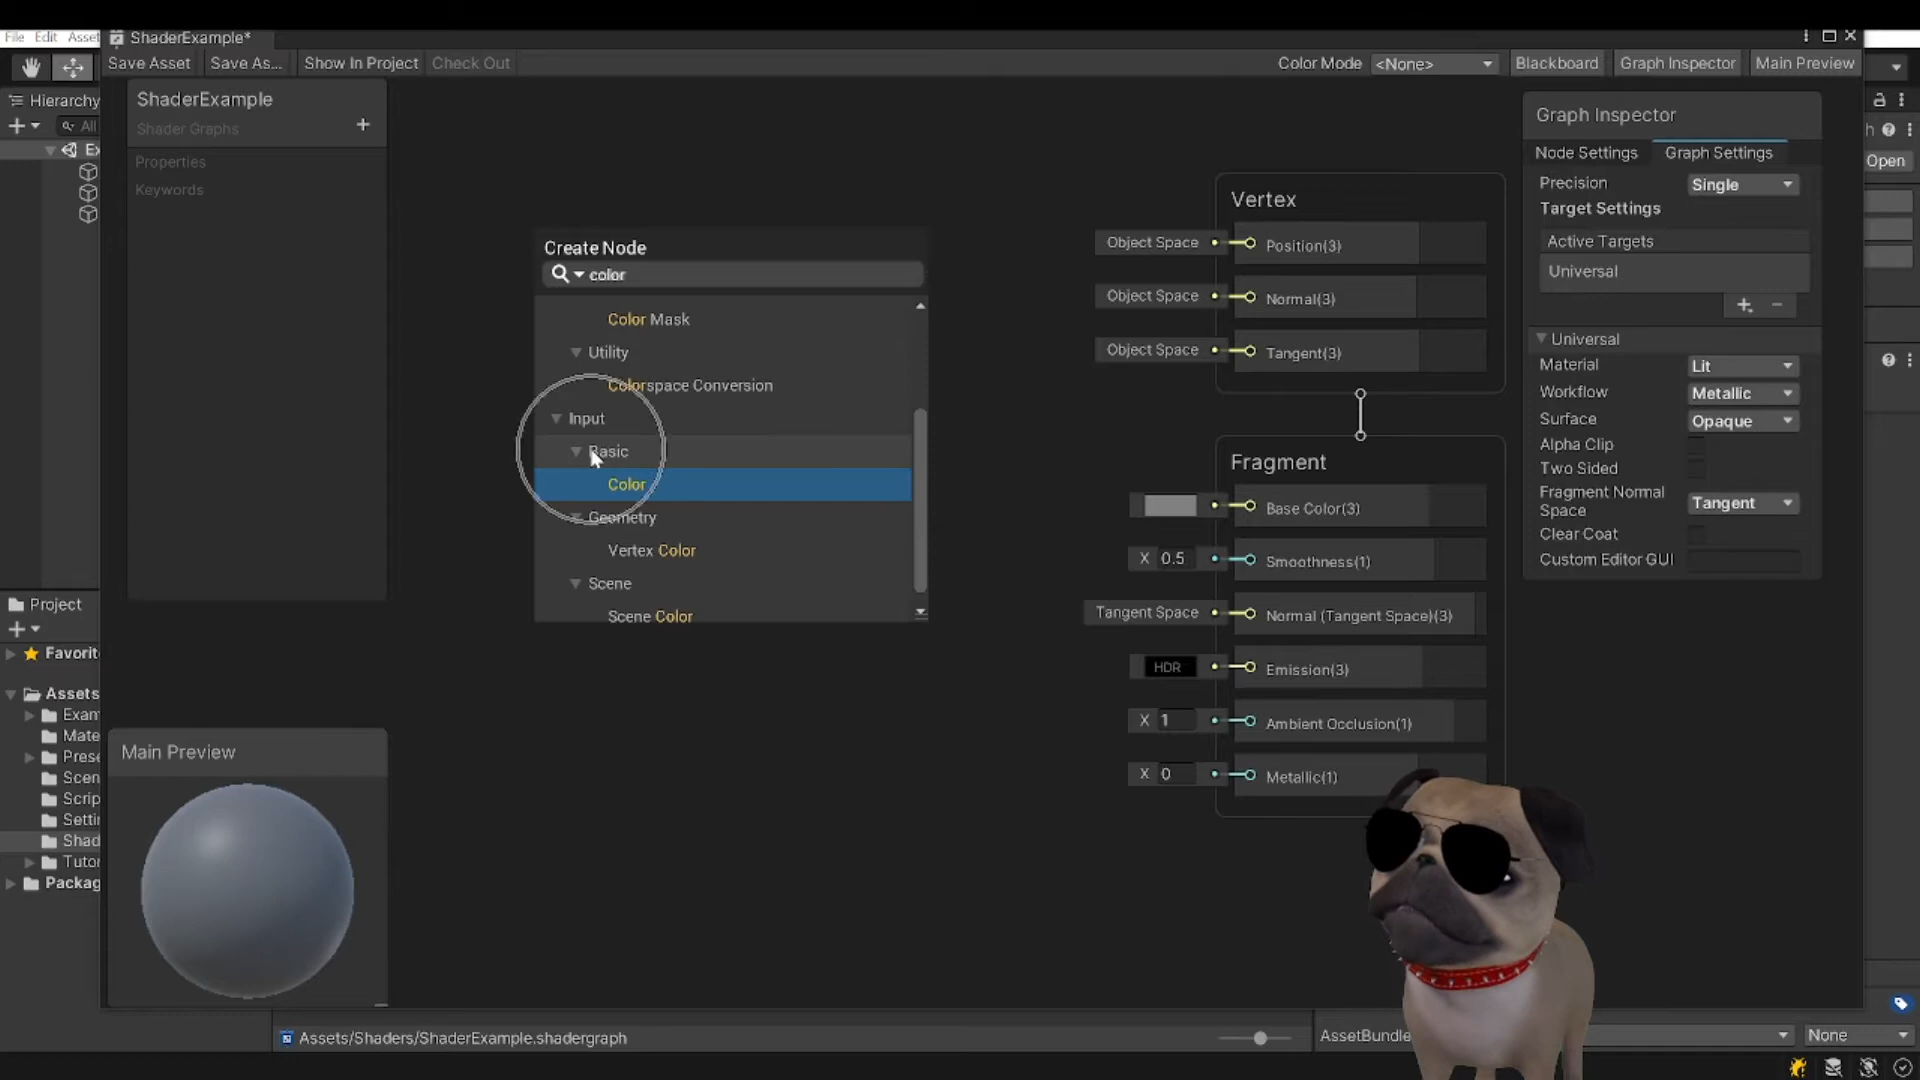 File Edit Asset
ShaderExample*
Save Asset
Save As...
Show In Project
Check Out
Color Mode
<None>
Blackboard
Graph Inspector
Main Preview
Hierarchy
All
Open
ShaderExample
Shader Graphs
Properties
Keywords
Create Node
color
Color Mask
Utility
Colorspace Conversion
Input
Basic
Color
Geometry
Vertex Color
Scene
Scene Color
Vertex
Object Space
Position(3)
Object Space
Normal(3)
Object Space
Tangent(3)
Fragment
Base Color(3)
X 0.5
Smoothness(1)
Tangent Space
Normal (Tangent Space)(3)
HDR
Emission(3)
X 1
Ambient Occlusion(1)
X 0
Metallic(1)
Graph Inspector
Node Settings
Graph Settings
Precision
Single
Target Settings
Active Targets
Universal
Universal
Material
Lit
Workflow
Metallic
Surface
Opaque
Alpha Clip
Two Sided
Fragment Normal
Space
Tangent
Clear Coat
Custom Editor GUI
Project
Favorit
Assets
Exam
Mate
Prese
Scen
Scrip
Setti
Shad
Tuto
Packag
Main Preview
Assets/Shaders/ShaderExample.shadergraph
AssetBundle
None